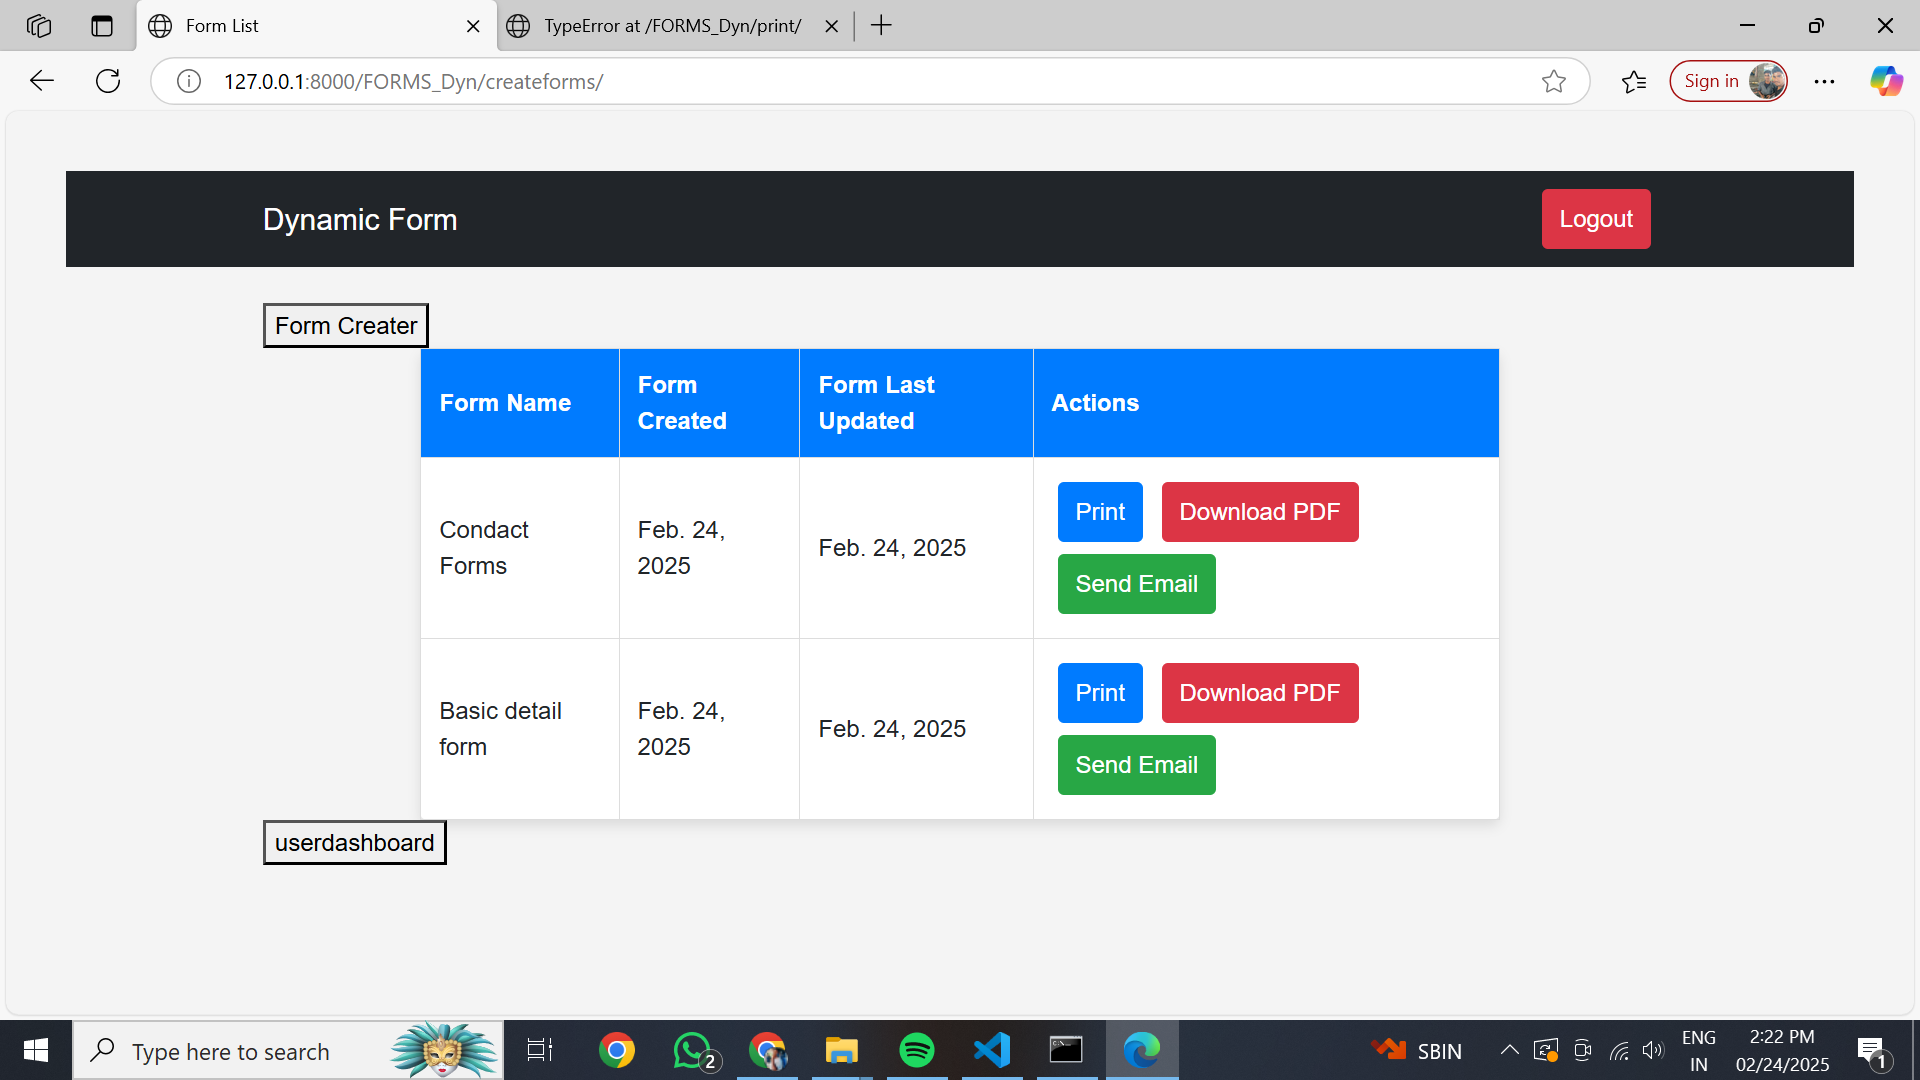 Form List
TypeError at /FORMS_Dyn/print/
127.0.0.1:8000/FORMS_Dyn/createforms/
Sign in
Dynamic Form
Logout
Form Creater
Form Name
Form
Created
Form Last
Updated
Actions
Condact
Forms
Feb. 24,
2025
Feb. 24, 2025
Print
Download PDF
Send Email
Basic detail
form
Feb. 24,
2025
Feb. 24, 2025
Print
Download PDF
Send Email
userdashboard
Type here to search
2
SBIN
ENG
IN
2:22 PM
02/24/2025
1